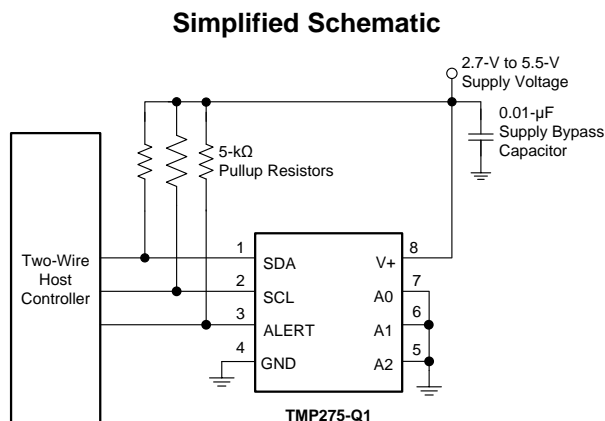 Simplified Schematic
2.7-V to 5.5-V
Supply Voltage
0.01-µF
Supply Bypass
Capacitor
5-kΩ
Pullup Resistors
Two-Wire
Host
Controller
1
SDA
V+
8
2
SCL
A0
7
3
ALERT
A1
6
4
GND
A2
5
TMP275-Q1